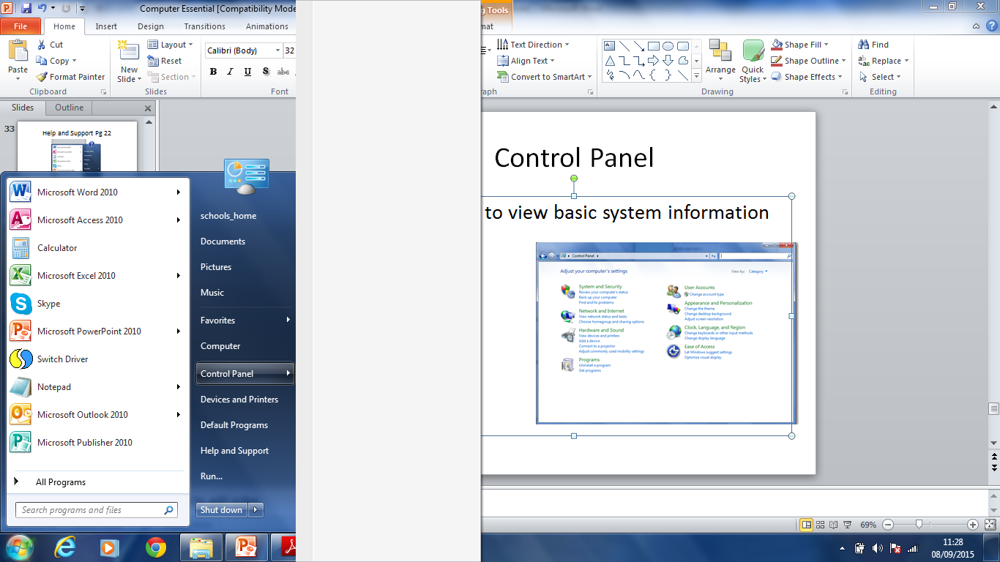 Computer Essential [Compatibility Mode
g Tools
File
Home
Insert
Design
Transitions
Animations
mat
Paste
Cut
Copy
Format Painter
Clipboard
New
Slide
Layout
Reset
Section
Slides
Calibri (Body)
32
B I U S abc
Font
Text Direction
Align Text
Convert to SmartArt
raph
Arrange
Quick
Styles
Shape Fill
Shape Outline
Shape Effects
Drawing
Find
Replace
Select
Editing
Slides
Outline
33
Help and Support Pg 22
Microsoft Word 2010
Microsoft Access 2010
Calculator
Microsoft Excel 2010
Skype
Microsoft PowerPoint 2010
Switch Driver
Notepad
Microsoft Outlook 2010
Microsoft Publisher 2010
All Programs
Search programs and files
schools_home
Documents
Pictures
Music
Favorites
Computer
Control Panel
Devices and Printers
Default Programs
Help and Support
Run...
Shut down
Control Panel
to view basic system information
Control Panel
Adjust your computer's settings
View by: Category
System and Security
Review your computer's status
Back up your computer
Find and fix problems
Network and Internet
View network status and tasks
Choose homegroup and sharing options
Hardware and Sound
View devices and printers
Add a device
Connect to a projector
Adjust commonly used mobility settings
Programs
Uninstall a program
Get programs
User Accounts
Change account type
Appearance and Personalization
Change the theme
Change desktop background
Adjust screen resolution
Clock, Language, and Region
Change keyboards or other input methods
Change display language
Ease of Access
Let Windows suggest settings
Optimize visual display
69%
11:28
08/09/2015